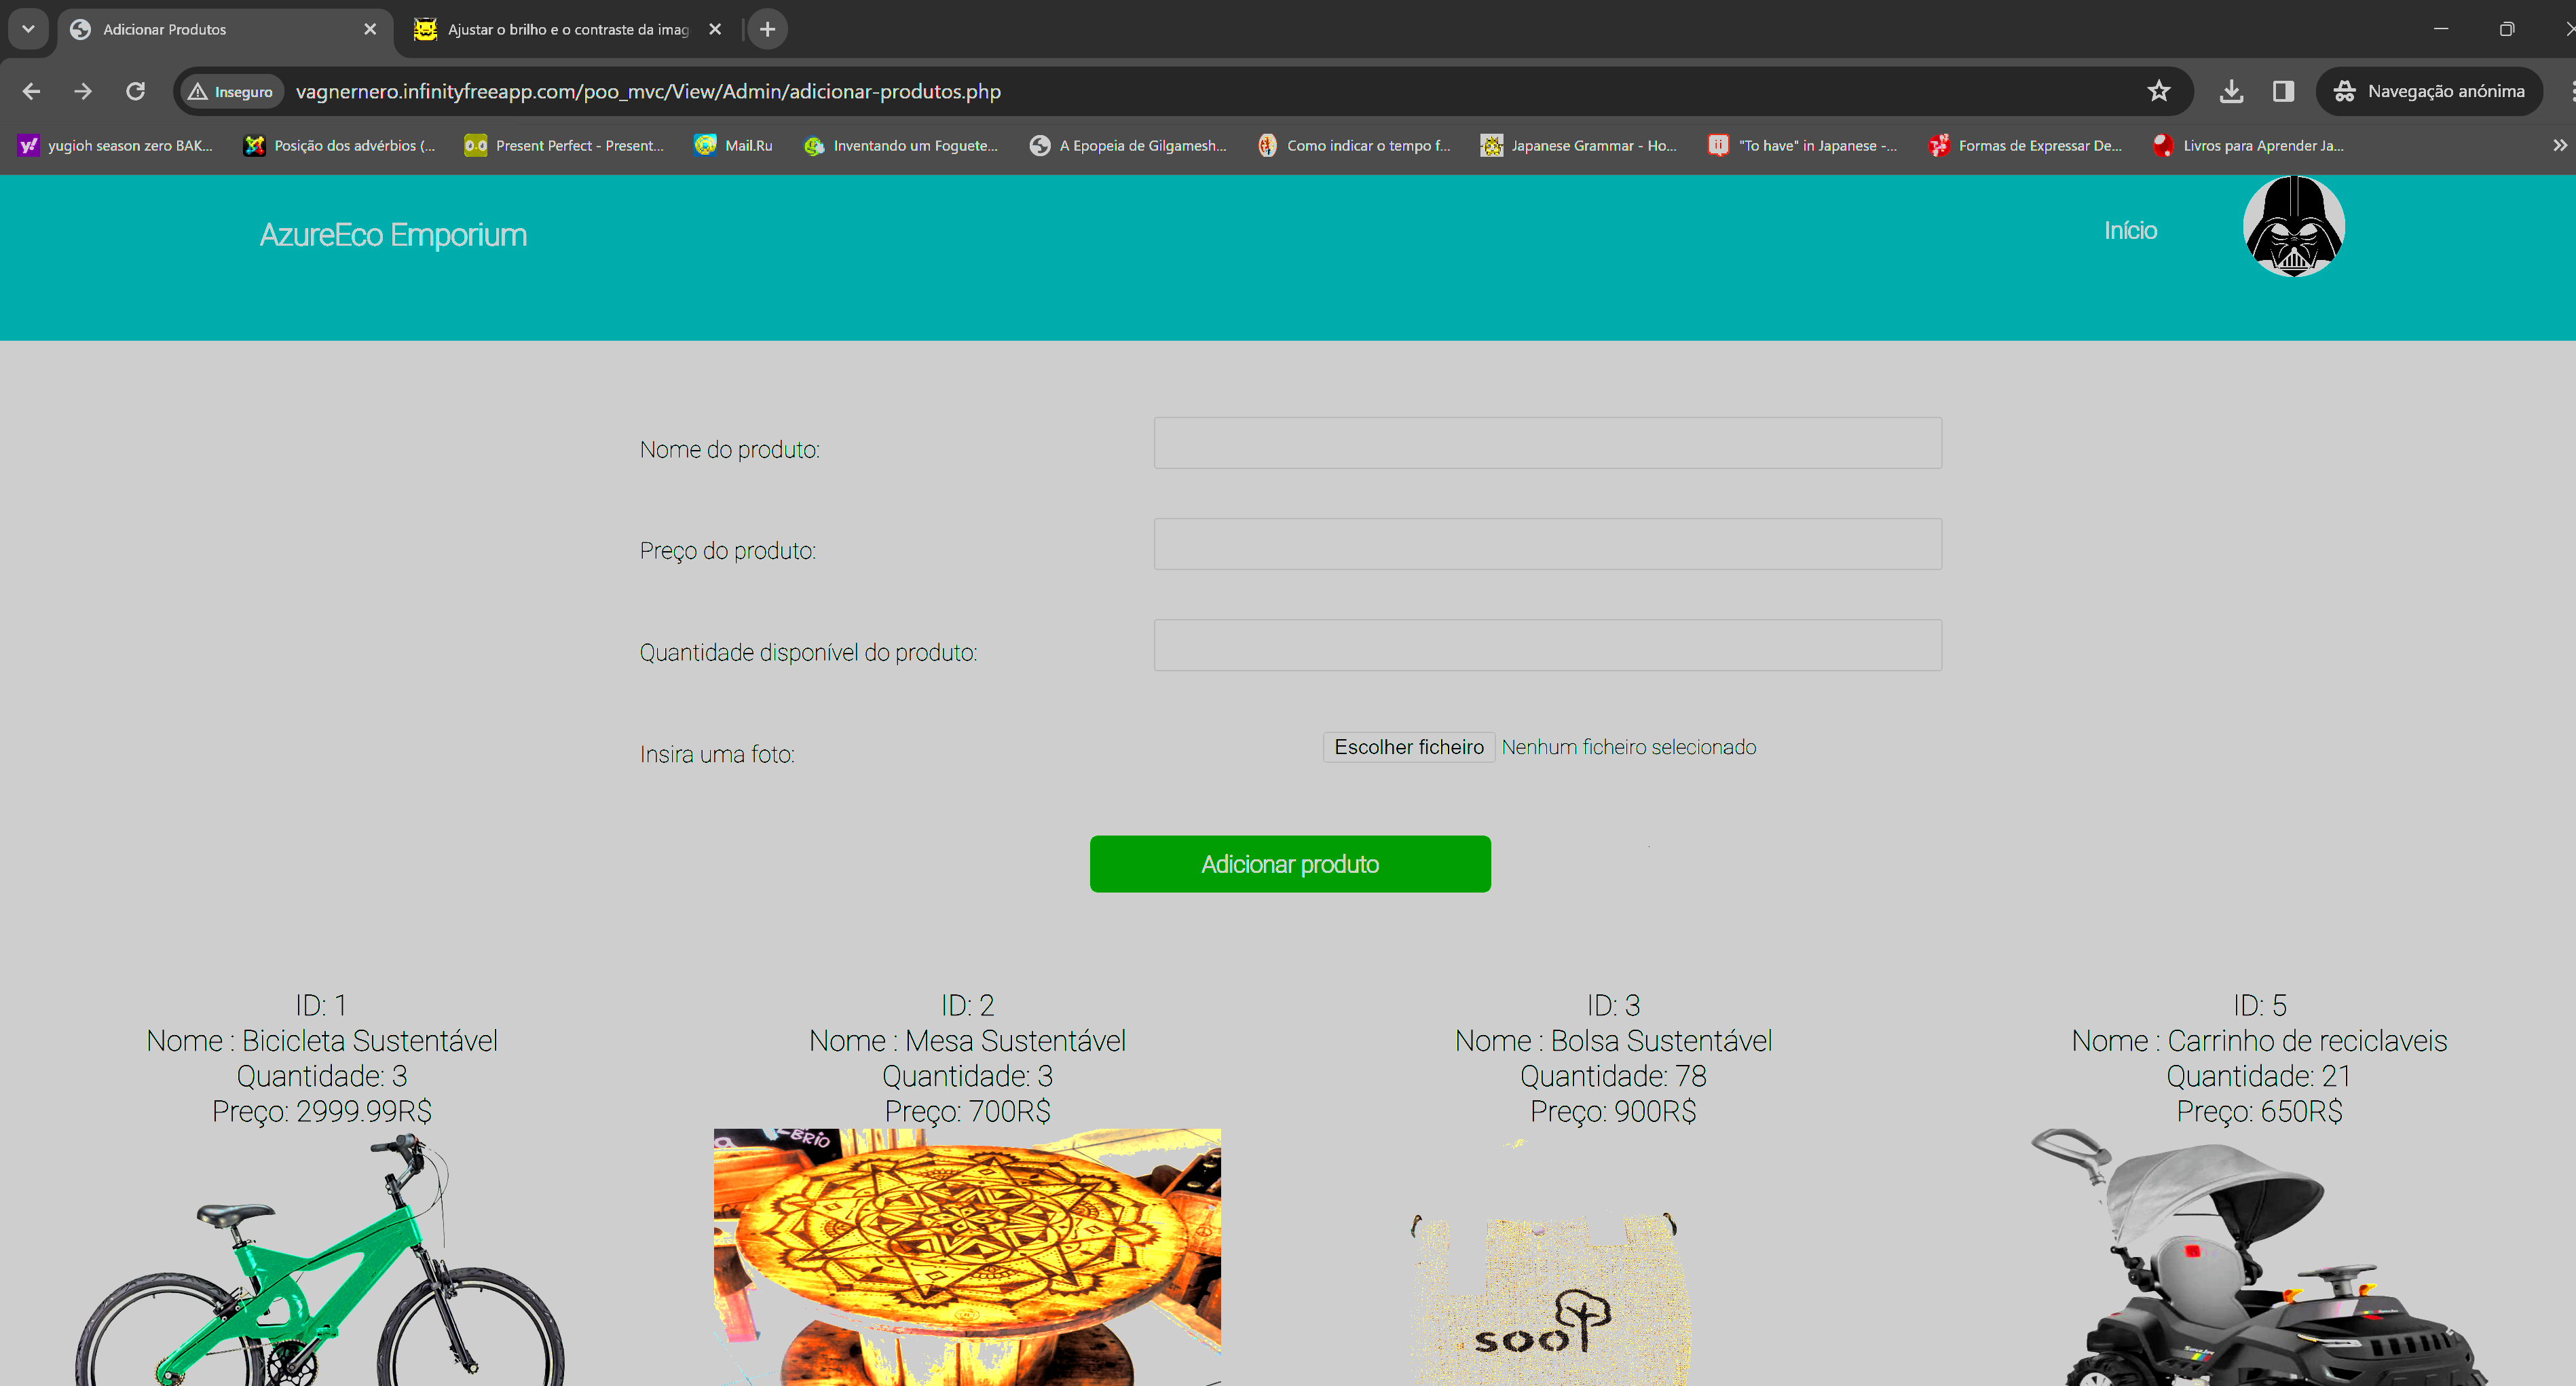 Adicionar Produtos
Ajustar o brilho e o contraste da imag
Inseguro
vagnernero.infinityfreeapp.com/poo_mvc/View/Admin/adicionar-produtos.php
Navegação anónima
yugioh season zero BAK...
Posição dos advérbios (...
Present Perfect - Present...
Mail.Ru
Inventando um Foguete...
A Epopeia de Gilgamesh...
Como indicar o tempo f...
Japanese Grammar - Ho...
"To have" in Japanese -...
Formas de Expressar De...
Livros para Aprender Ja...
AzureEco Emporium
Início
Nome do produto:
Preço do produto:
Quantidade disponível do produto:
Insira uma foto:
Escolher ficheiro Nenhum ficheiro selecionado
Adicionar produto
ID: 1
Nome : Bicicleta Sustentável
Quantidade: 3
Preço: 2999.99R$
ID: 2
Nome : Mesa Sustentável
Quantidade: 3
Preço: 700R$
ID: 3
Nome : Bolsa Sustentável
Quantidade: 78
Preço: 900R$
soo
ID: 5
Nome : Carrinho de reciclaveis
Quantidade: 21
Preço: 650R$